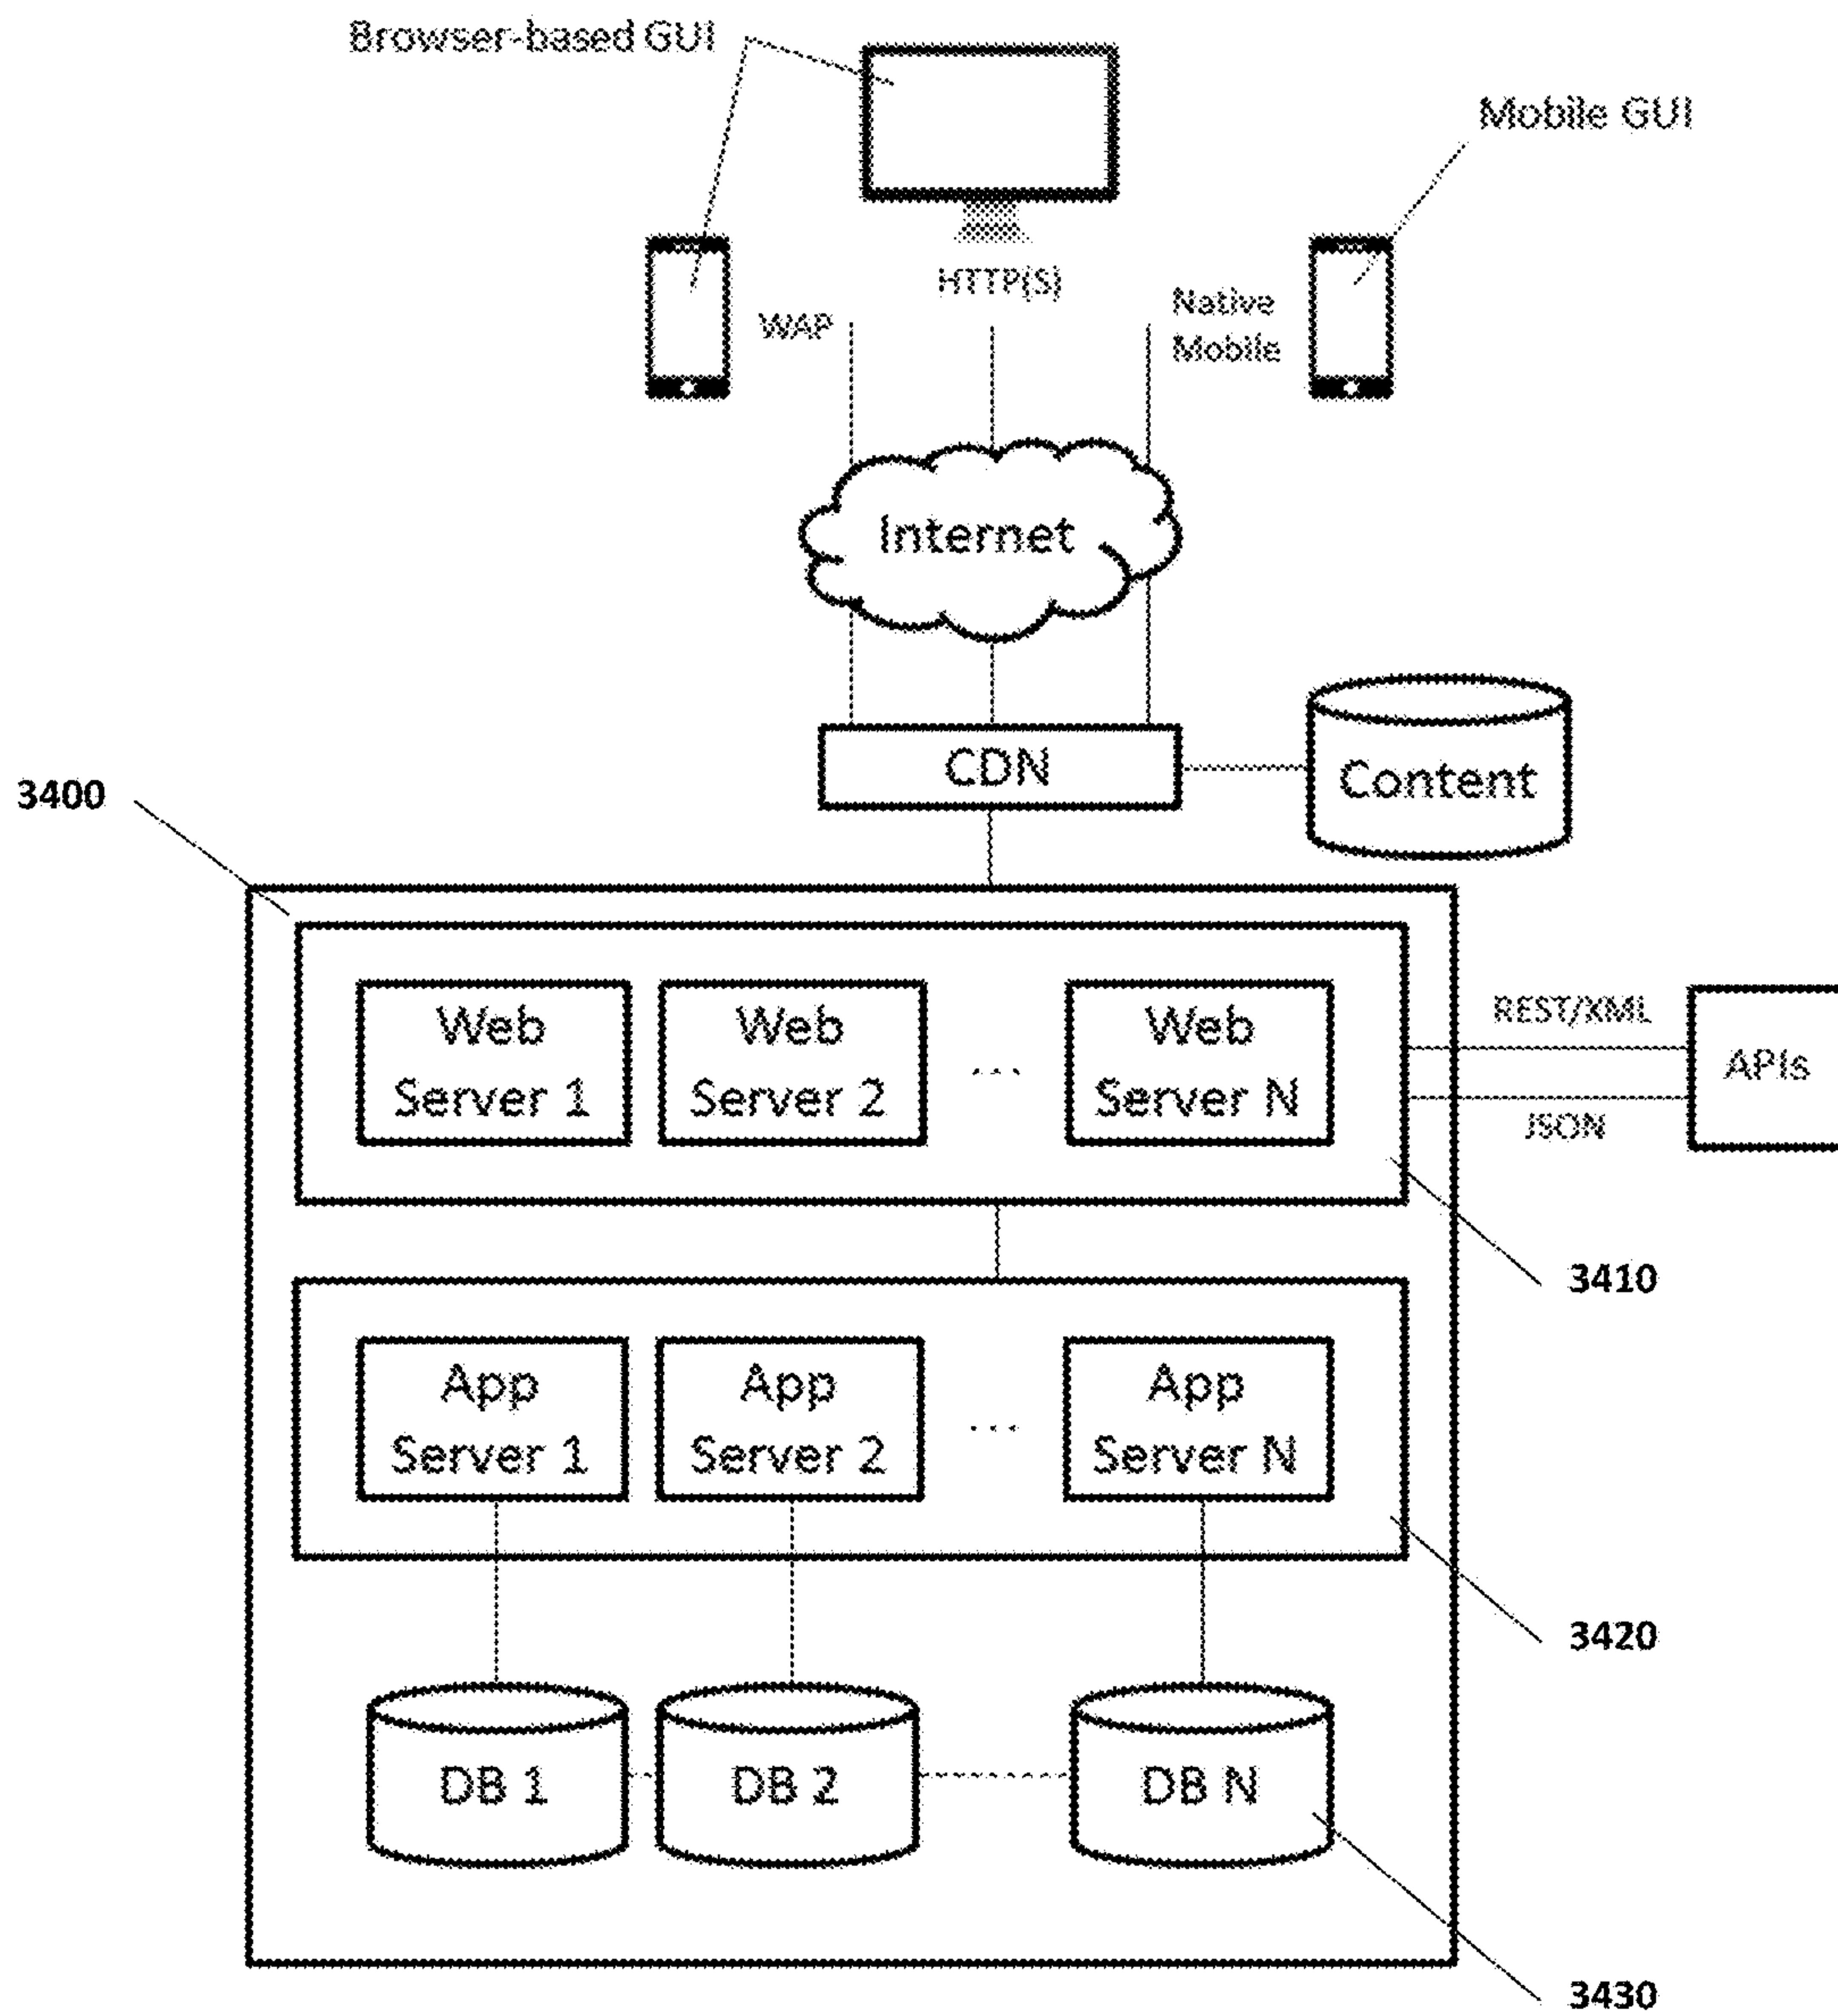 Browser-based GUI
Mobile GUI
HTTP(S)
WAP
Native
Mobile
Internet
CDN
Content
3400
Web
Server 1
Web
Server 2
...
Web
Server N
REST/XML
APIs
JSON
3410
App
Server 1
App
Server 2
...
App
Server N
3420
DB 1
DB 2
DB N
3430